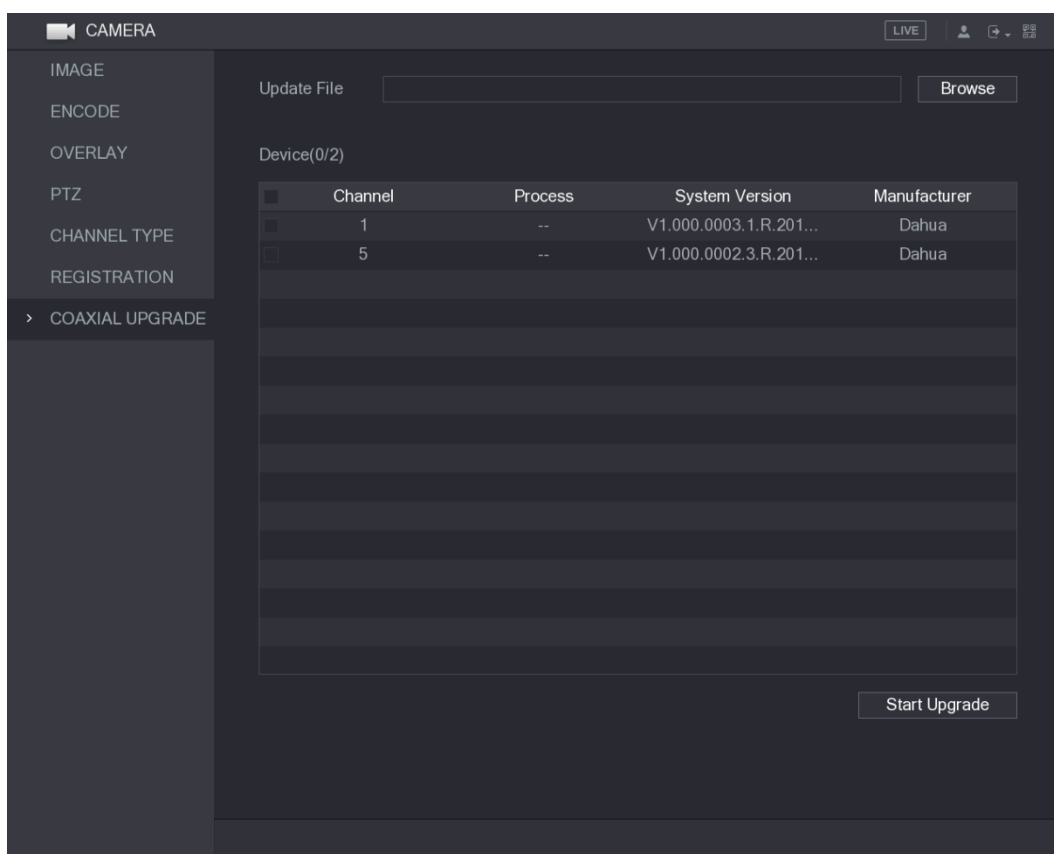 CAMERA LIVE
IMAGE
ENCODE
OVERLAY
PTZ
CHANNEL TYPE
REGISTRATION
COAXIAL UPGRADE
Update File Browse
Device(0/2)
Channel Process System Version Manufacturer
1 -- V1.000.0003.1.R.201... Dahua
5 -- V1.000.0002.3.R.201... Dahua
Start Upgrade